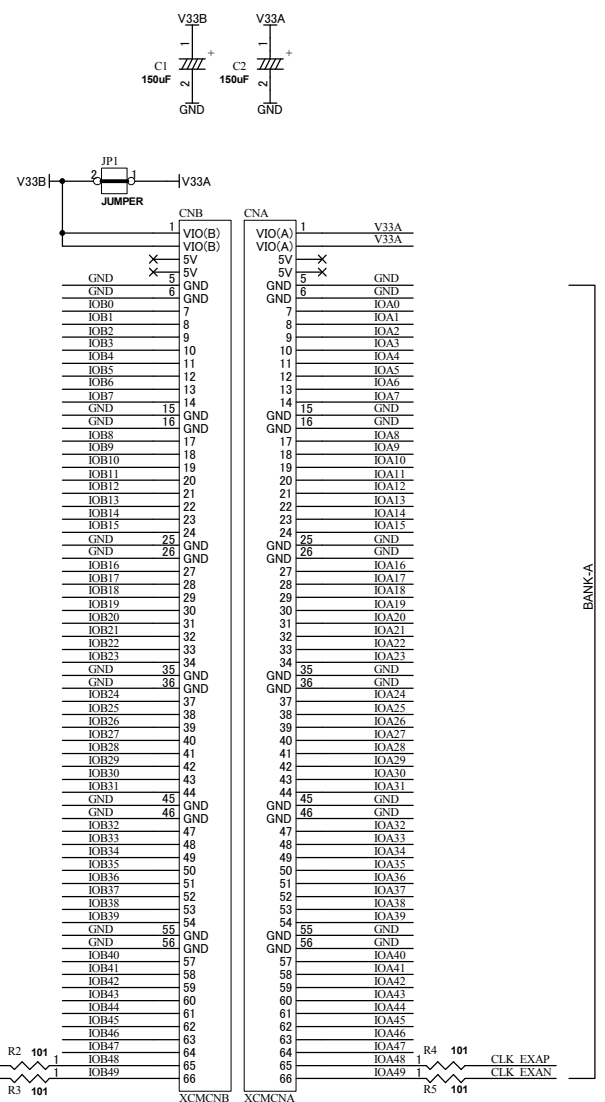 V33B V33A
1 1
+ +
C1 C2
150uF 150uF
2 2
GND GND
JP1
V33B 2 1 V33A
JUMPER
CNB CNA
1 VIO(B) VIO(A) 1 V33A
VIO(B) VIO(A) V33A
5V 5V
5V 5V
GND 5 GND GND 5 GND
GND 6 GND GND 6 GND
IOB0 7 7 IOA0
IOB1 8 8 IOA1
IOB2 9 9 IOA2
IOB3 10 10 IOA3
IOB4 11 11 IOA4
IOB5 12 12 IOA5
IOB6 13 13 IOA6
IOB7 14 14 IOA7
GND 15 GND GND 15 GND
GND 16 GND GND 16 GND
IOB8 17 17 IOA8
IOB9 18 18 IOA9
IOB10 19 19 IOA10
IOB11 20 20 IOA11
IOB12 21 21 IOA12
IOB13 22 22 IOA13
IOB14 23 23 IOA14
IOB15 24 24 IOA15
GND 25 GND GND 25 GND
GND 26 GND GND 26 GND
IOB16 27 27 IOA16
IOB17 28 28 IOA17
IOB18 29 29 IOA18
IOB19 30 30 IOA19
IOB20 31 31 IOA20
IOB21 32 32 IOA21
IOB22 33 33 IOA22
IOB23 34 34 IOA23
GND 35 GND GND 35 GND
GND 36 GND GND 36 GND
IOB24 37 37 IOA24
IOB25 38 38 IOA25
IOB26 39 39 IOA26
IOB27 40 40 IOA27
IOB28 41 41 IOA28
IOB29 42 42 IOA29
IOB30 43 43 IOA30
IOB31 44 44 IOA31
GND 45 GND GND 45 GND
GND 46 GND GND 46 GND
IOB32 47 47 IOA32
IOB33 48 48 IOA33
IOB34 49 49 IOA34
IOB35 50 50 IOA35
IOB36 51 51 IOA36
IOB37 52 52 IOA37
IOB38 53 53 IOA38
IOB39 54 54 IOA39
GND 55 GND GND 55 GND
GND 56 GND GND 56 GND
IOB40 57 57 IOA40
IOB41 58 58 IOA41
IOB42 59 59 IOA42
IOB43 60 60 IOA43
IOB44 61 61 IOA44
IOB45 62 62 IOA45
IOB46 63 63 IOA46
IOB47 64 64 IOA47
R2 101 1 IOB48 65 65 IOA48 1 R4 101 CLK_EXAP
R3 101 1 IOB49 66 66 IOA49 1 R5 101 CLK_EXAN
XCMCNB XCMCNA
BANK-A